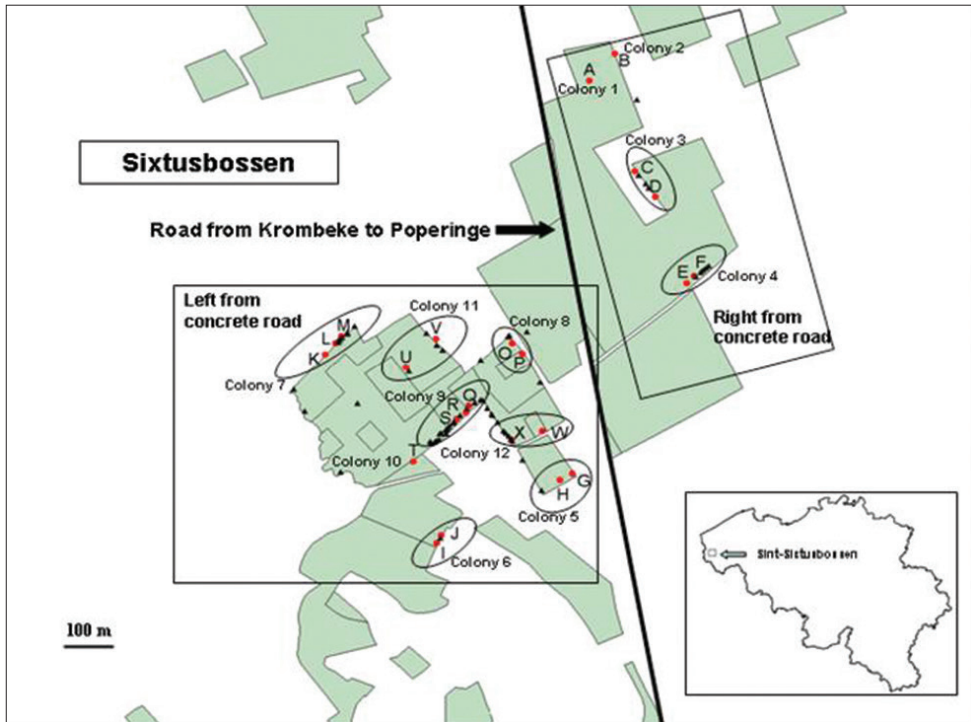 Colony 2
B
A
Colony 1
Sixtusbossen
Colony 3
C
D
Road from Krombeke to Poperinge
F
E
Colony 4
Left from
concrete road
Colony 11
Right from
concrete road
M
V
Colony 8
L
O
K
P
U
Colony 7
Colony 9
Q
R
S
X
W
T
Colony 12
Colony 10
G
H
Colony 5
J
I
Colony 6
Sint-Sixtusbossen
100 m